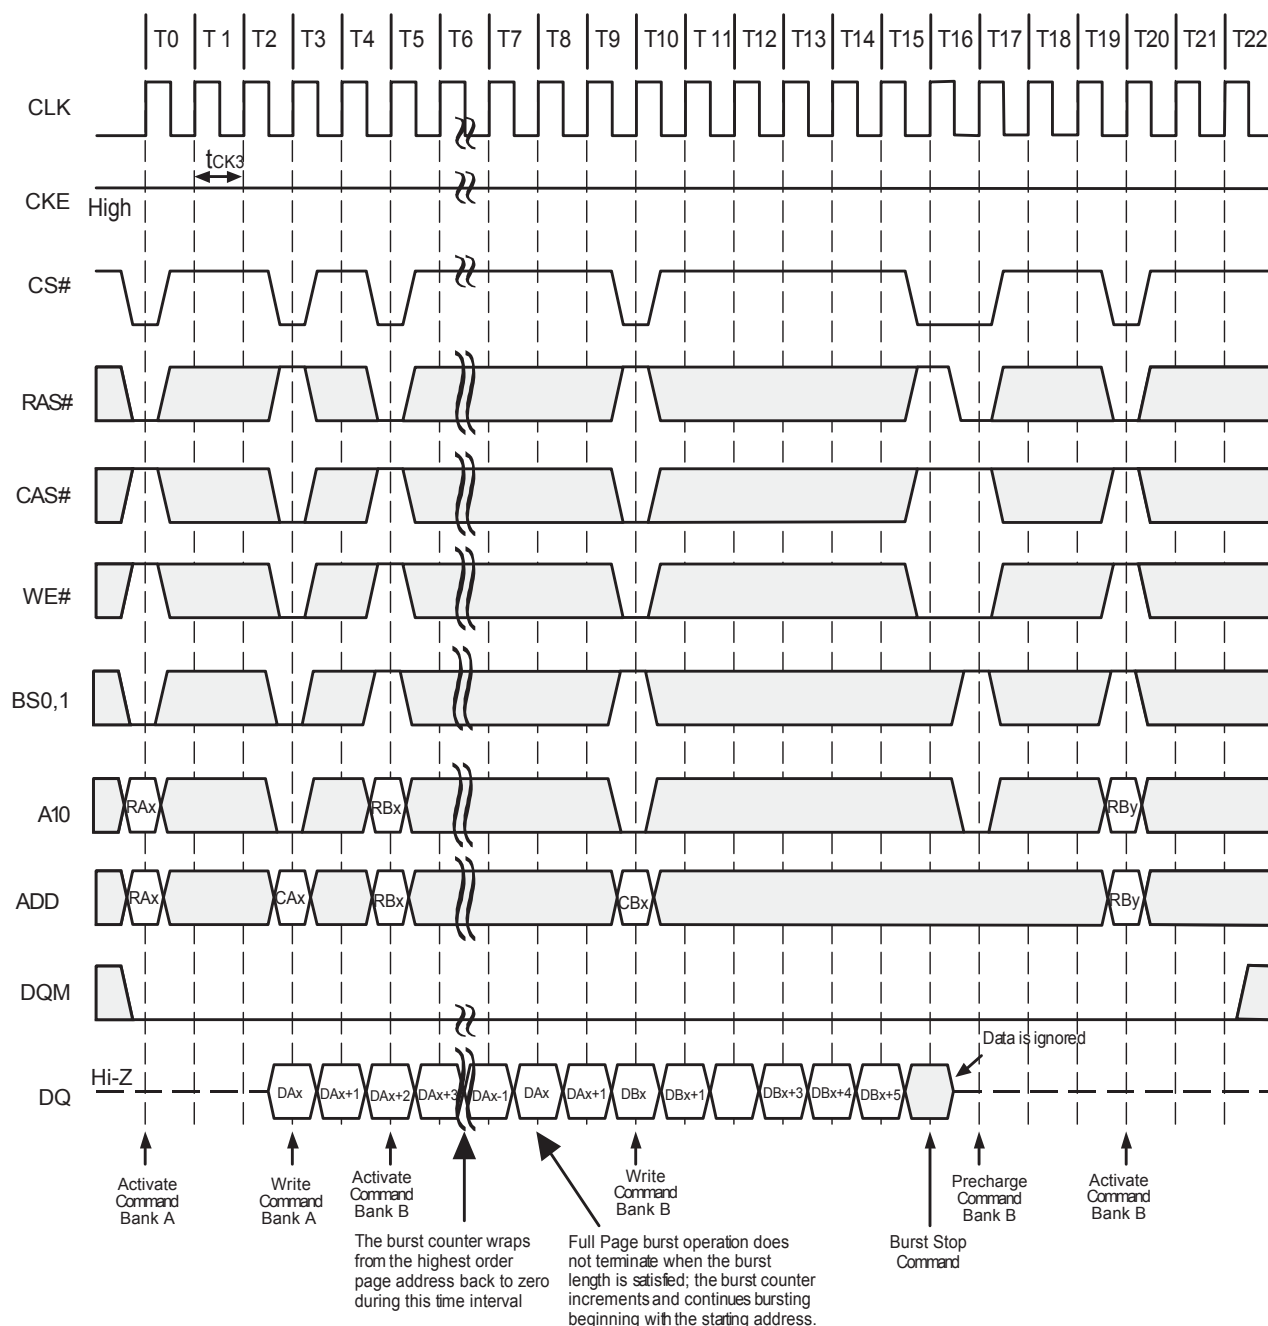 T0 T 1 T2 T3 T4 T5 T6 T7 T8 T9 T10 T 11 T12 T13 T14 T15 T16 T17 T18 T19 T20 T21 T22
CLK
tCK3
CKE High
CS#
RAS#
CAS#
WE#
BS0,1
A10 RAx RBx RBy
ADD RAx CAx RBx CBx RBy
DQM
Data is ignored
Hi-Z
DQ DAx DAx+1 DAx+2 DAx+3 DAx-1 DAx DAx+1 DBx DBx+1 DBx+3 DBx+4 DBx+5
Activate
Command
Bank A
Write
Command
Bank A
Activate
Command
Bank B
The burst counter wraps
from the highest order
page address back to zero
during this time interval
Full Page burst operation does
not terminate when the burst
length is satisfied; the burst counter
increments and continues bursting
beginning with the starting address.
Write
Command
Bank B
Burst Stop
Command
Precharge
Command
Bank B
Activate
Command
Bank B